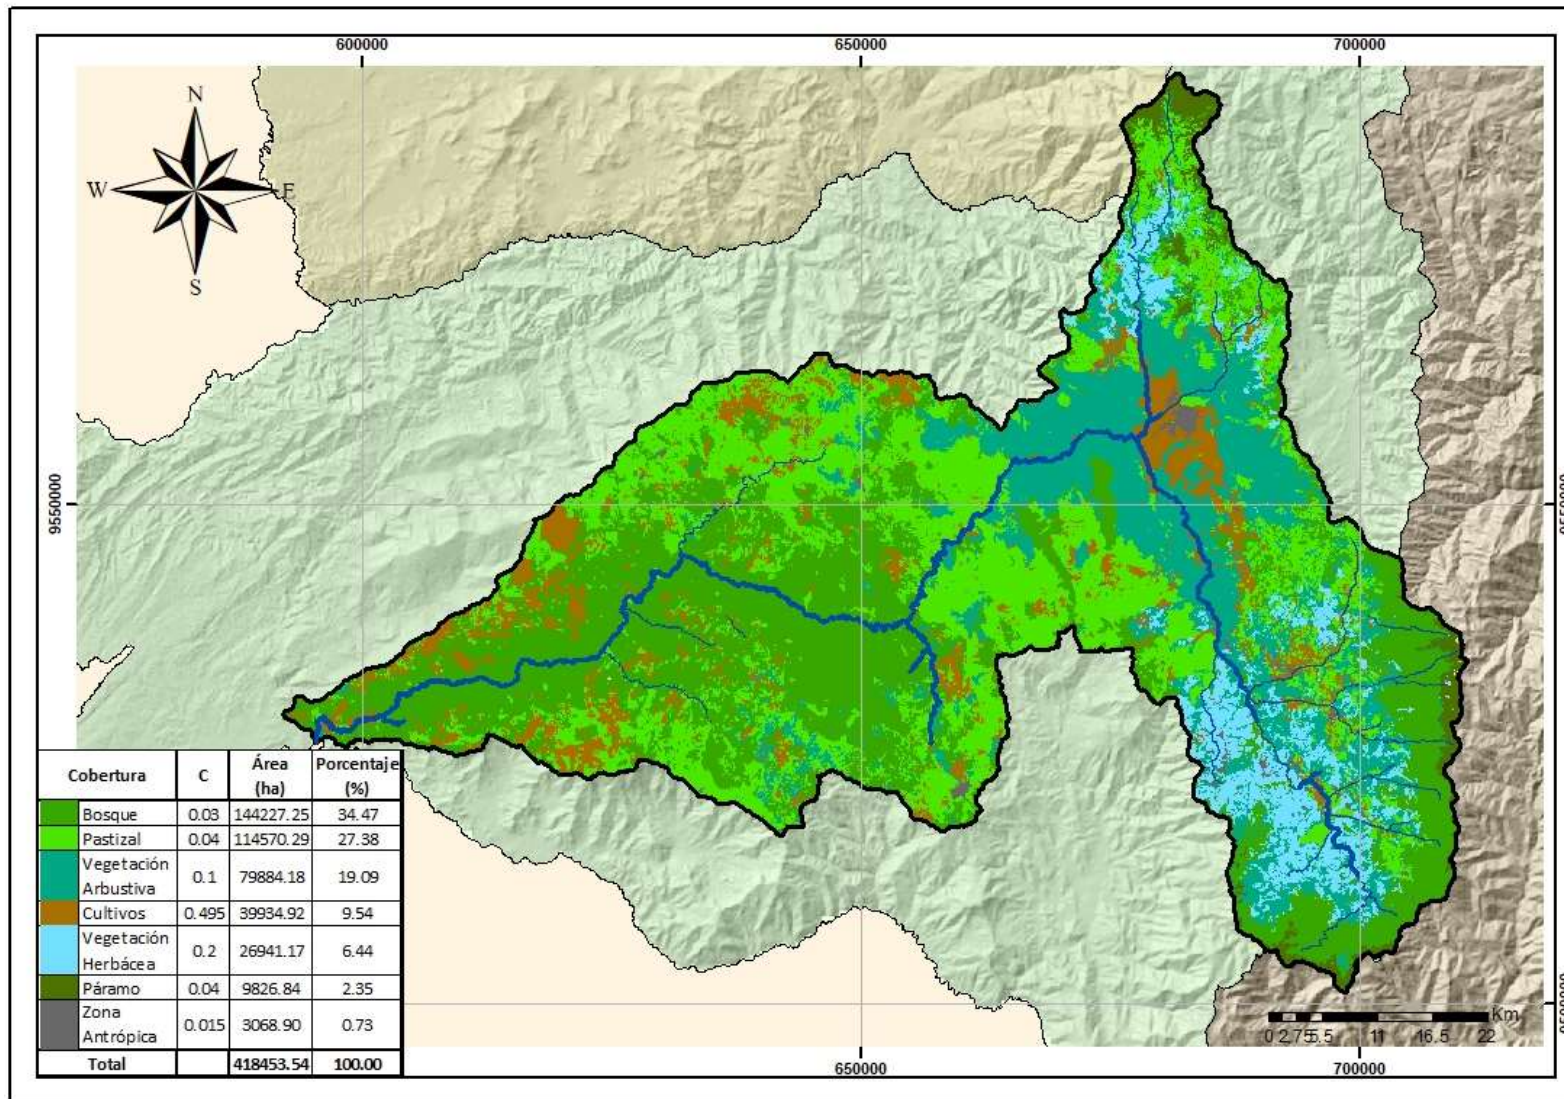 600000 650000 700000
N
W E
S
9550000 9550000
Cobertura C Área (ha) Porcentaje (%)
Bosque 0.03 144227.25 34.47
Pastizal 0.04 114570.29 27.38
Vegetación Arbustiva 0.1 79884.18 19.09
Cultivos 0.495 39934.92 9.54
Vegetación Herbácea 0.2 26941.17 6.44
Páramo 0.04 9826.84 2.35
Zona Antrópica 0.015 3068.90 0.73
Total 418453.54 100.00
9500000
Km
0 2.75 5.5 11 16.5 22
650000 700000